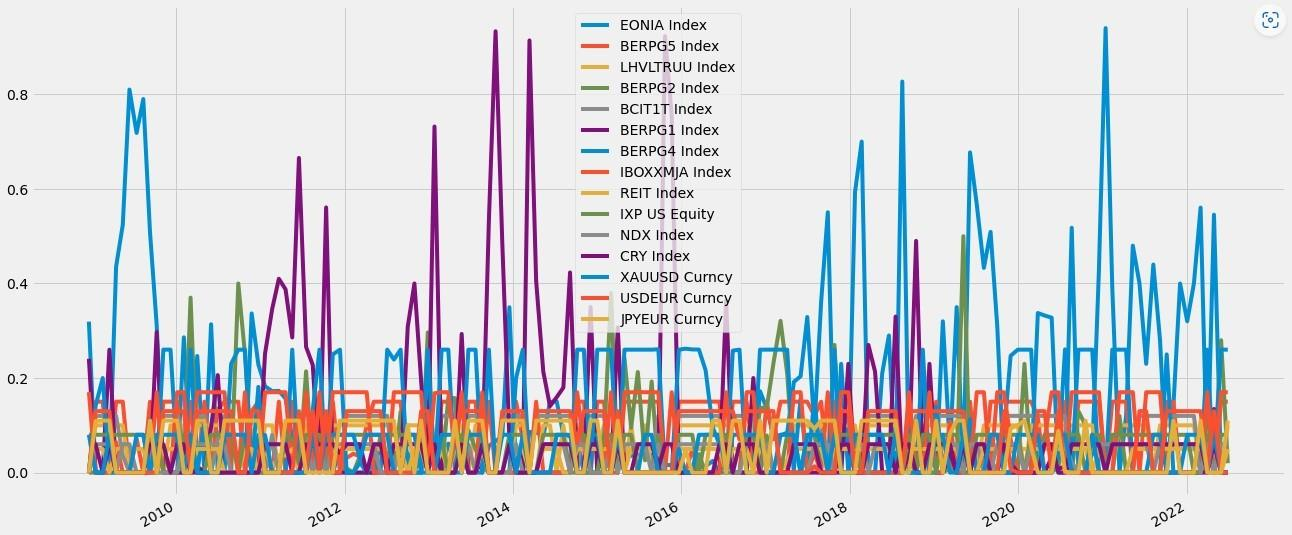 EONIA Index
BERPG5 Index
LHVLTRUU Index
BERPG2 Index
BCIT1T Index
BERPG1 Index
BERPG4 Index
IBOXXMJA Index
REIT Index
IXP US Equity
NDX Index
CRY Index
XAUUSD Curncy
USDEUR Curncy
JPYEUR Curncy
0.8
0.6
0.4
0.2
0.0
2010 2012 2014 2016 2018 2020 2022